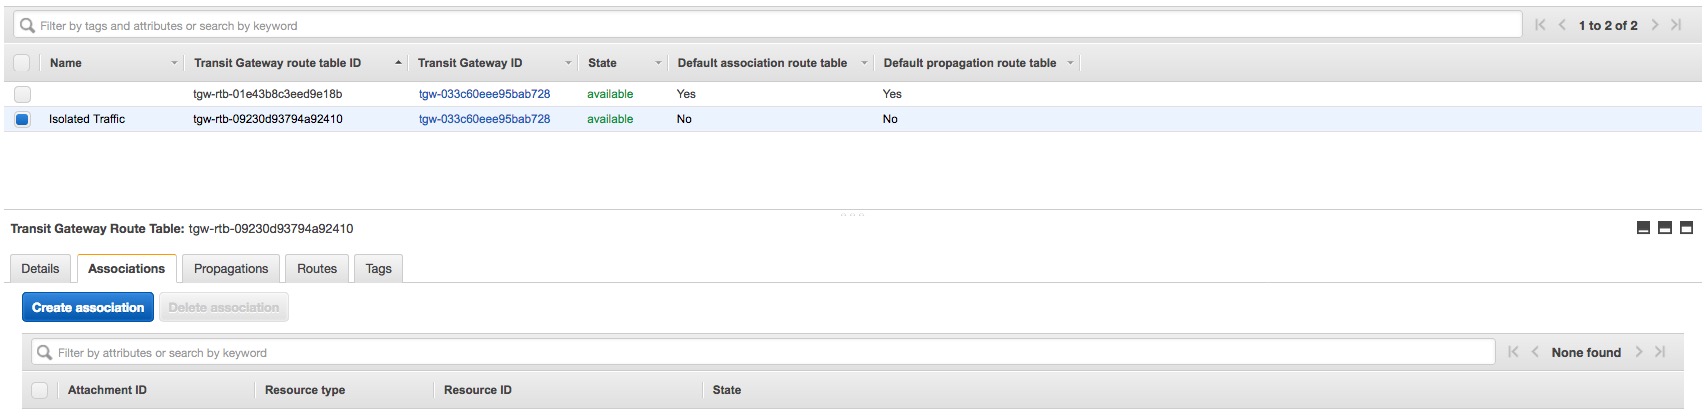 Filter by tags and attributes or search by keyword 1 to 2 of 2
Name Transit Gateway route table ID Transit Gateway ID State Default association route table Default propagation route table
tgw-rtb-01e43b8c3eed9e18b tgw-033c60eee95bab728 available Yes Yes
Isolated Traffic tgw-rtb-09230d93794a92410 tgw-033c60eee95bab728 available No No
Transit Gateway Route Table: tgw-rtb-09230d93794a92410
Details Associations Propagations Routes Tags
Create association Delete association
Filter by attributes or search by keyword None found
Attachment ID Resource type Resource ID State